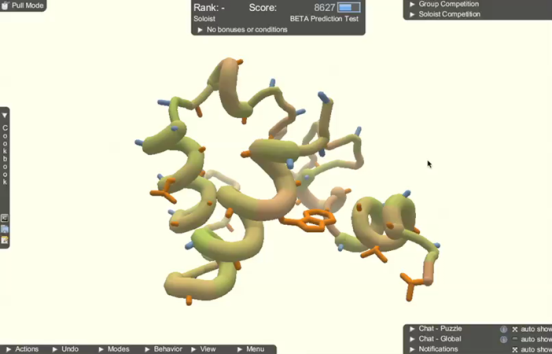 Pull Mode
Rank: - Score: 8627
Soloist BETA Prediction Test
No bonuses or conditions
Group Competition
Soloist Competition
Cookbook
Actions Undo Modes Behavior View Menu
Chat - Puzzle auto show
Chat - Global auto show
Notifications auto show